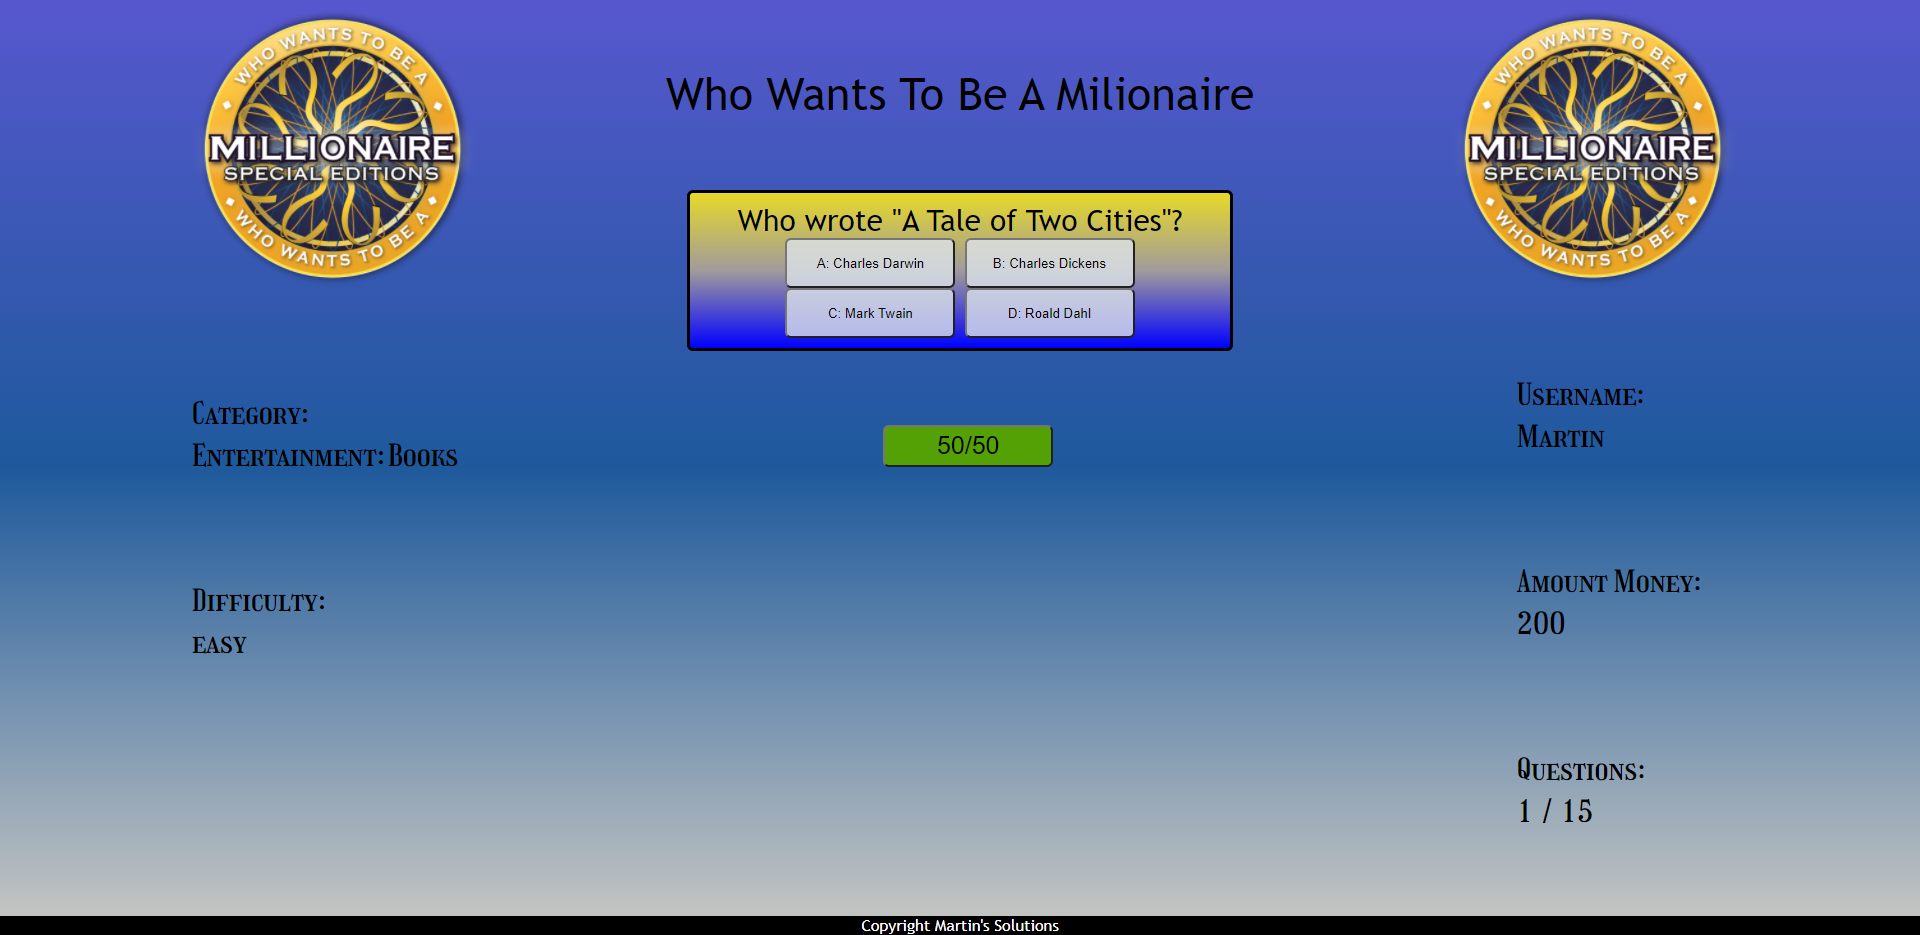 WHO WANTS TO BE A
MILLIONAIRE
SPECIAL EDITIONS
WHO WANTS TO BE A
Who Wants To Be A Milionaire
WHO WANTS TO BE A
MILLIONAIRE
SPECIAL EDITIONS
WHO WANTS TO BE A
Who wrote "A Tale of Two Cities"?
A: Charles Darwin
B: Charles Dickens
C: Mark Twain
D: Roald Dahl
50/50
Category:
Entertainment: Books
Difficulty:
easy
Username:
Martin
Amount Money:
200
Questions:
1 / 15
Copyright Martin's Solutions